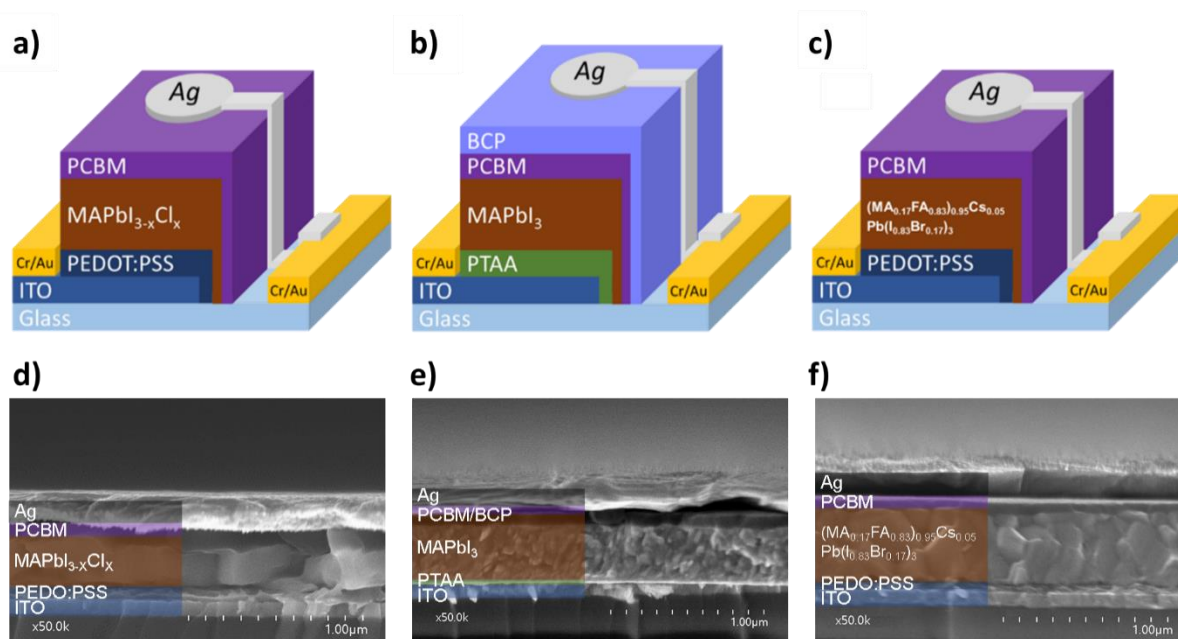 a)
Ag
PCBM
MAPbI3-xClx
PEDOT:PSS
Cr/Au
ITO
Cr/Au
Glass
b)
Ag
BCP
PCBM
MAPbI3
PTAA
Cr/Au
ITO
Cr/Au
Glass
c)
Ag
PCBM
(MA0.17FA0.83)0.95Cs0.05
Pb(I0.83Br0.17)3
PEDOT:PSS
Cr/Au
ITO
Cr/Au
Glass
d)
Ag
PCBM
MAPbI3-xClx
PEDO:PSS
ITO
x50.0k
1.00µm
e)
Ag
PCBM/BCP
MAPbI3
PTAA
ITO
x50.0k
1.00µm
f)
Ag
PCBM
(MA0.17FA0.83)0.95Cs0.05
Pb(I0.83Br0.17)3
PEDO:PSS
ITO
x50.0k
1.00µm